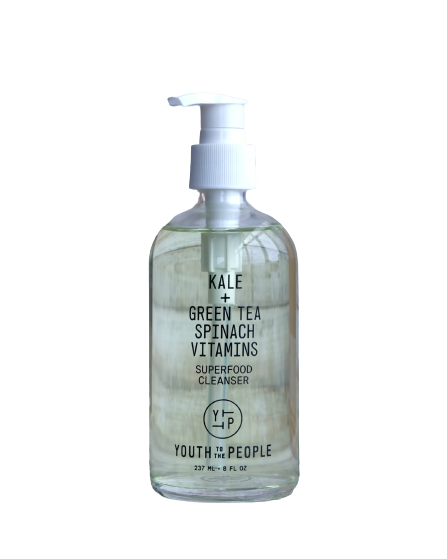 KALE
+
GREEN TEA
SPINACH
VITAMINS
SUPERFOOD
CLEANSER
Y T
T P
YOUTH TO THE PEOPLE
237 ML - 8 FL OZ